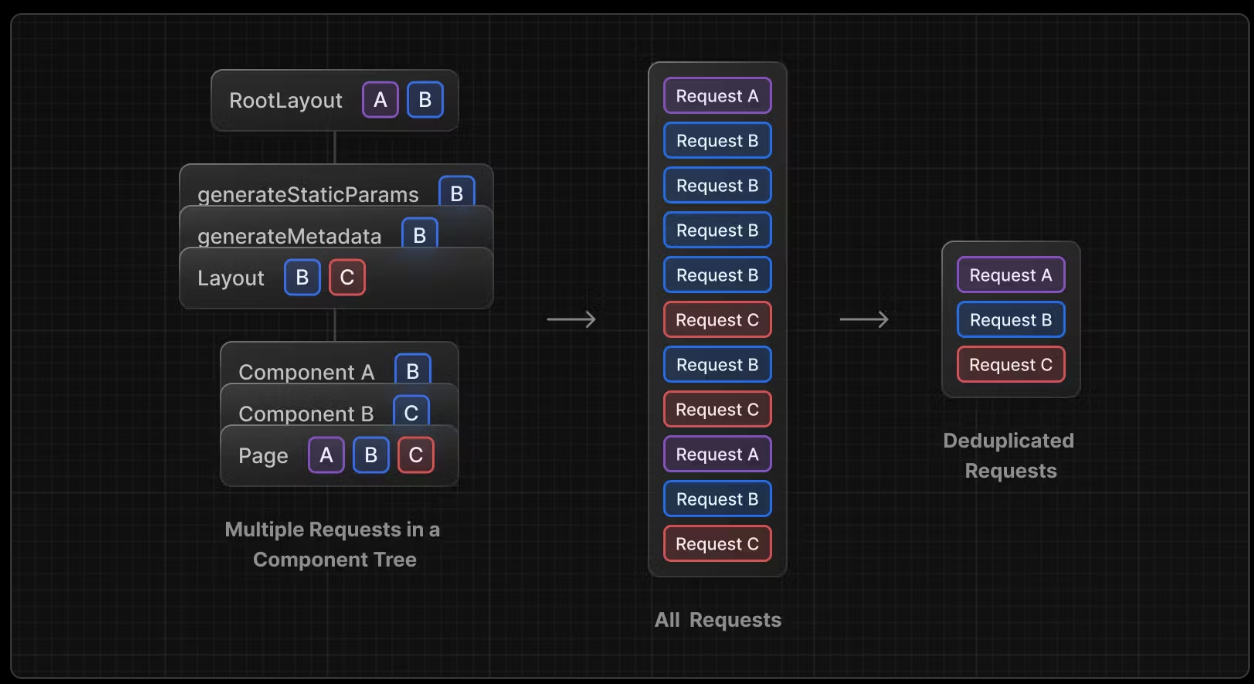 RootLayout A B
generateStaticParams B
generateMetadata B
Layout B C
Component A B
Component B C
Page A B C
Multiple Requests in a
Component Tree
Request A
Request B
Request B
Request B
Request B
Request C
Request B
Request C
Request A
Request B
Request C
All Requests
Request A
Request B
Request C
Deduplicated
Requests